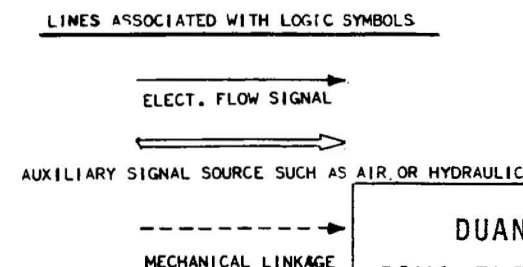 LINES ASSOCIATED WITH LOGIC SYMBOLS
ELECT. FLOW SIGNAL
AUXILIARY SIGNAL SOURCE SUCH AS AIR OR HYDRAULIC
DUAN
MECHANICAL LINKAGE